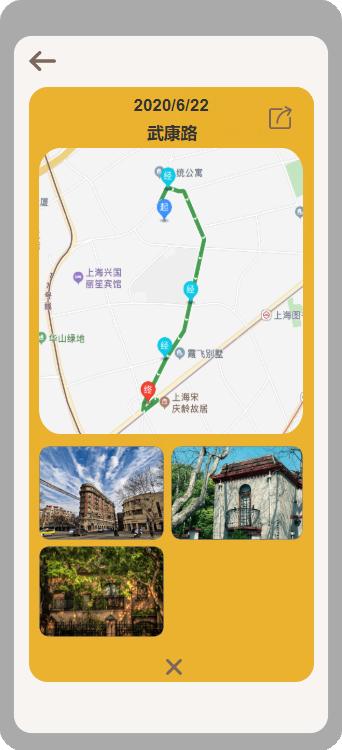 2020/6/22
武康路
经
统公寓
厦
起
上海兴国
丽笙宾馆
经
上海图
华山绿地
经
霞飞别墅
终
上海宋
庆龄故居